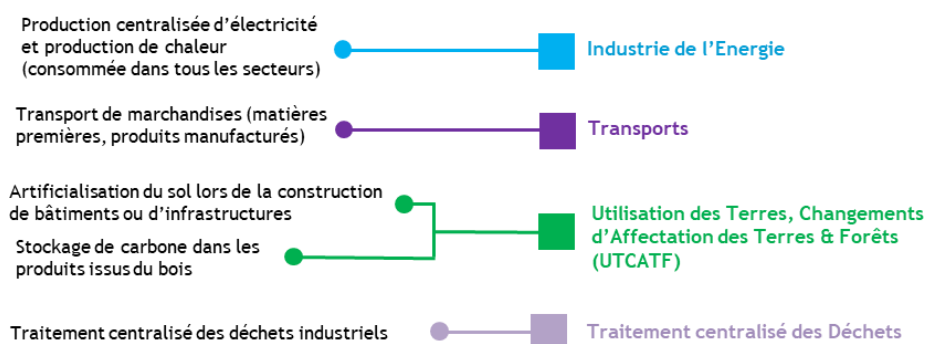 Production centralisée d'électricité
et production de chaleur
(consommée dans tous les secteurs)
Industrie de l'Energie
Transport de marchandises (matières
premières, produits manufacturés)
Transports
Artificialisation du sol lors de la construction
de bâtiments ou d'infrastructures
Stockage de carbone dans les
produits issus du bois
Utilisation des Terres, Changements
d'Affectation des Terres & Forêts
(UTCATF)
Traitement centralisé des déchets industriels
Traitement centralisé des Déchets